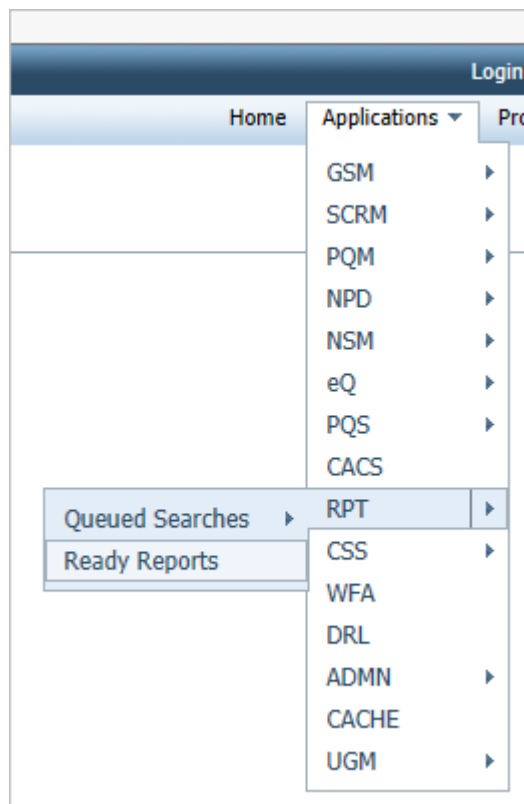 Login
Home Applications Pro
GSM
SCRM
PQM
NPD
NSM
eQ
PQS
CACS
RPT
Queued Searches
Ready Reports
CSS
WFA
DRL
ADMN
CACHE
UGM